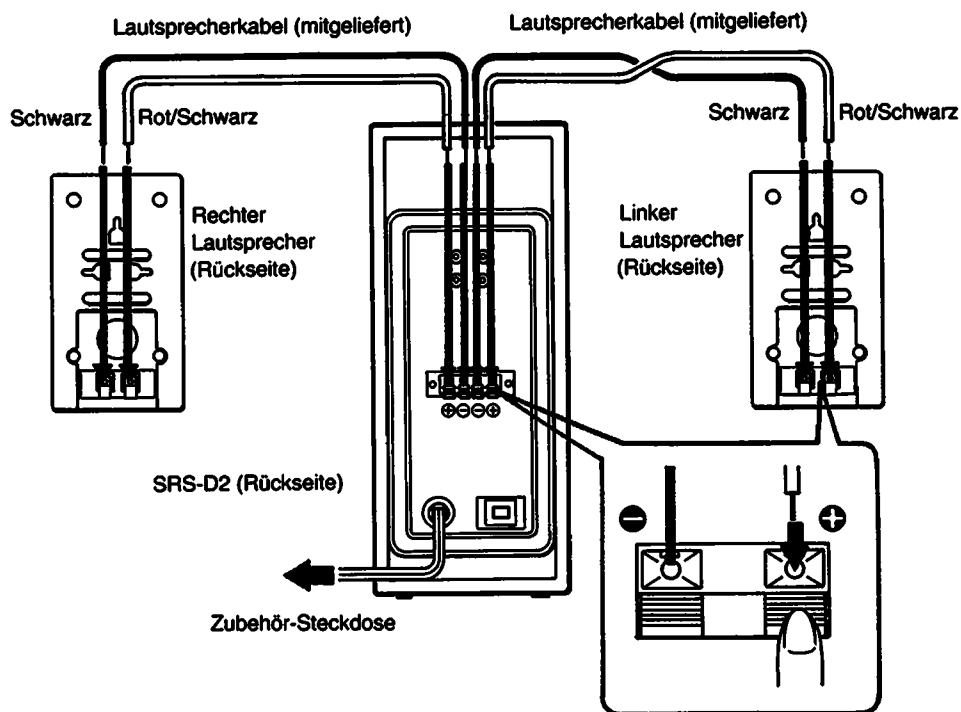 Lautsprecherkabel (mitgeliefert)
Lautsprecherkabel (mitgeliefert)
Schwarz
Rot/Schwarz
Schwarz
Rot/Schwarz
Rechter
Lautsprecher
(Rückseite)
Linker
Lautsprecher
(Rückseite)
⊕⊖⊖⊕
SRS-D2 (Rückseite)
⊖ ⊕
Zubehör-Steckdose